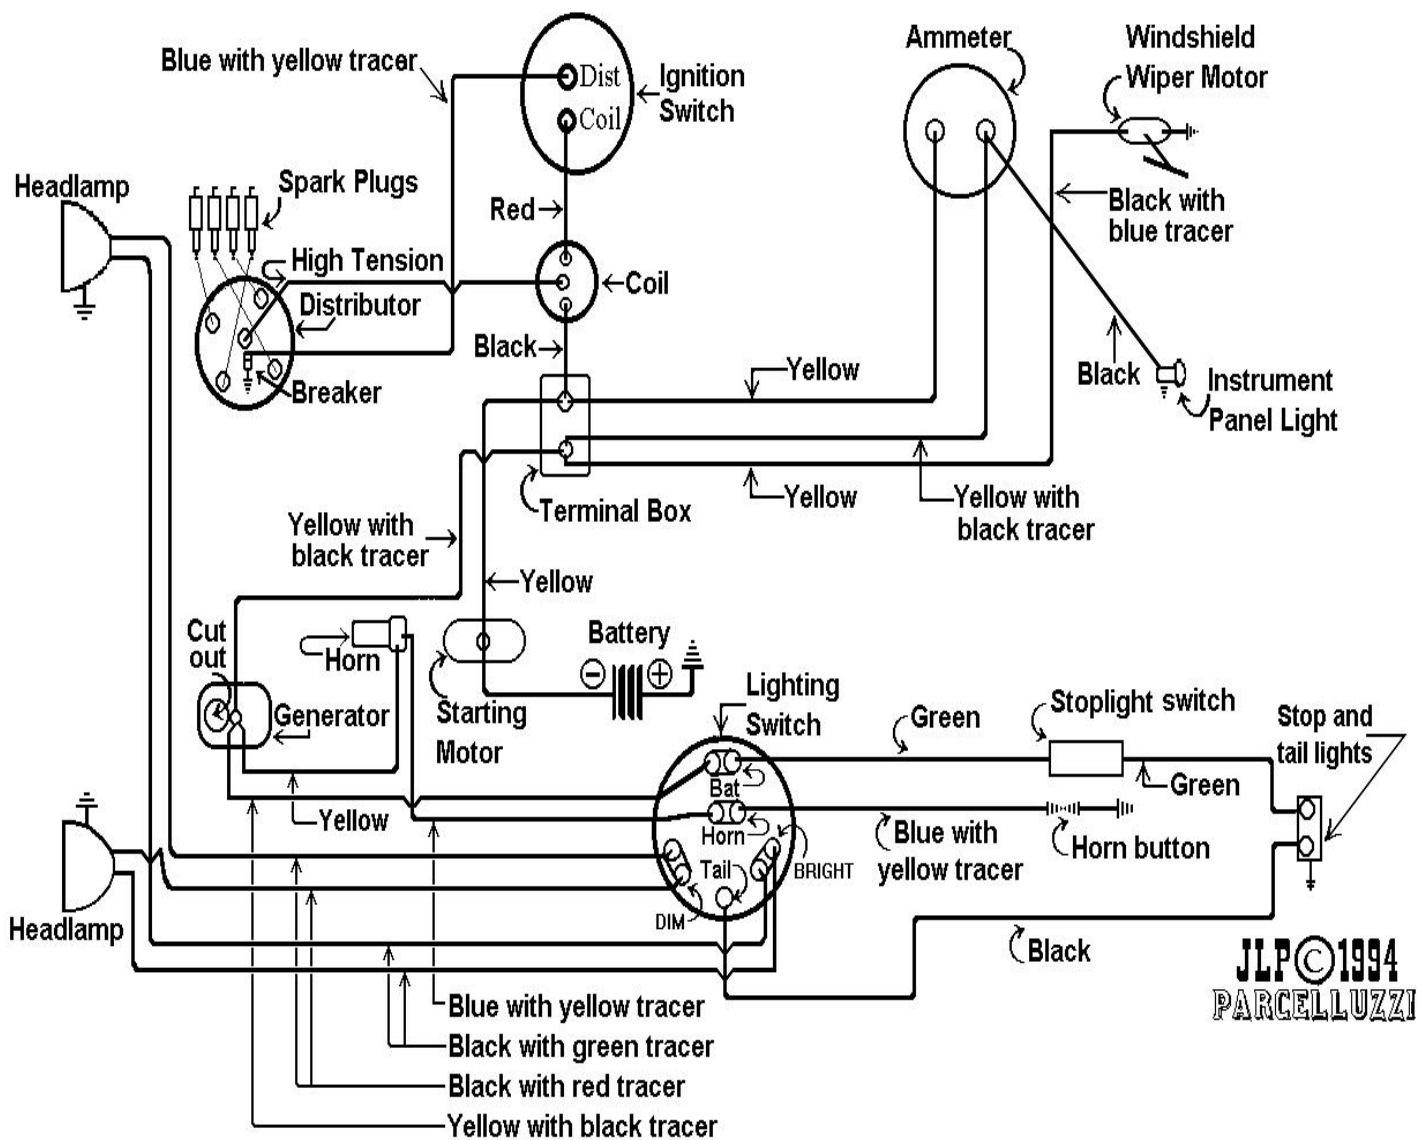 Blue with yellow tracer
Dist
Coil
Ignition
Switch
Ammeter
Windshield
Wiper Motor
Headlamp
Spark Plugs
Red
Black with
blue tracer
High Tension
Coil
Distributor
Black
Breaker
Yellow
Black
Instrument
Panel Light
Terminal Box
Yellow
Yellow with
black tracer
Yellow with
black tracer
Yellow
Cut
out
Horn
Battery
Generator
Starting
Motor
Lighting
Switch
Green
Stoplight switch
Stop and
tail lights
Green
Bat
Horn
Yellow
Blue with
yellow tracer
Horn button
Tail
BRIGHT
DIM
Headlamp
Black
JLP©1994
PARCELLUZZI
Blue with yellow tracer
Black with green tracer
Black with red tracer
Yellow with black tracer